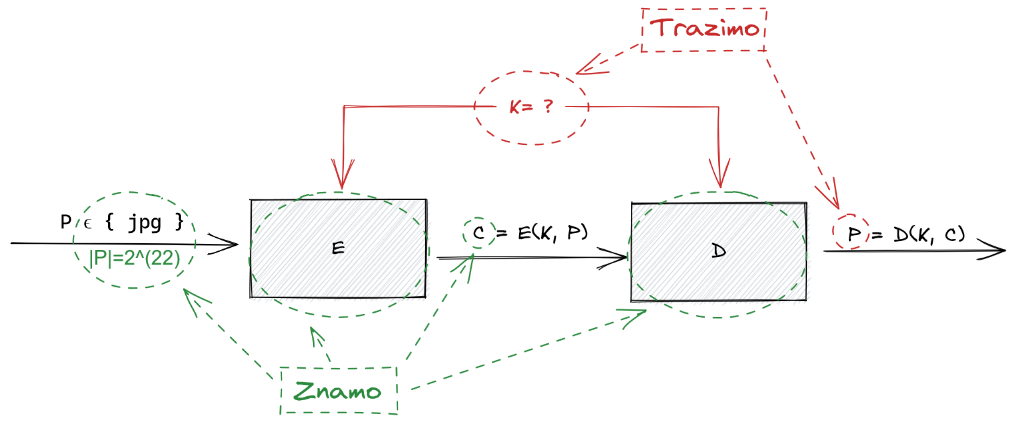 Trazimo
K= ?
P ∈ { jpg }
|P|=2^(22)
E
C = E(K, P)
D
P = D(K, C)
Znamo